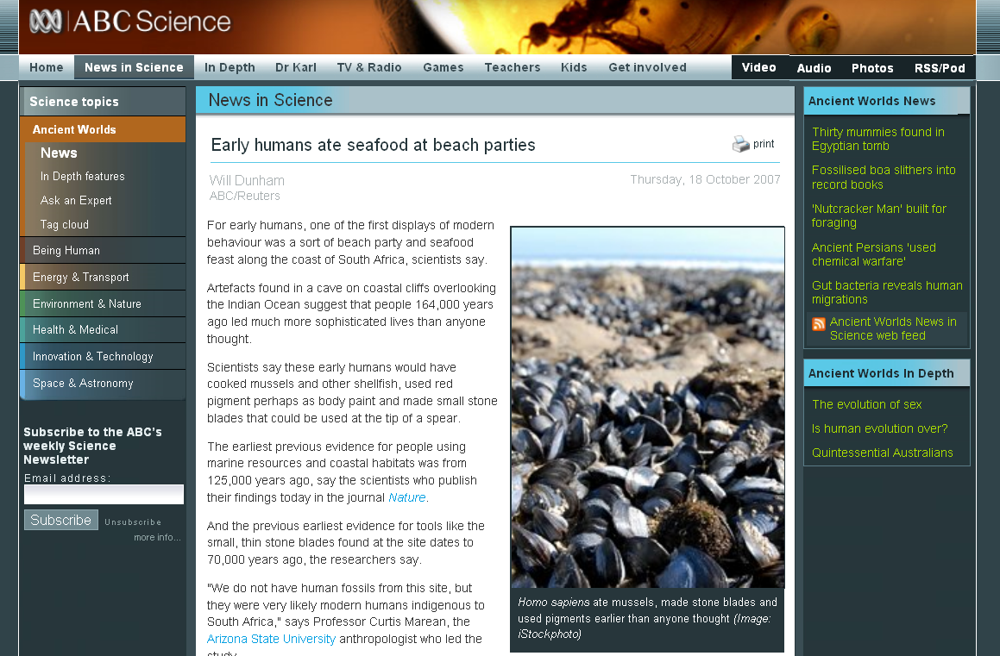 ABC Science
Home
News in Science
In Depth
Dr Karl
TV & Radio
Games
Teachers
Kids
Get involved
Video
Audio
Photos
RSS/Pod
Science topics
Ancient Worlds
News
In Depth features
Ask an Expert
Tag cloud
Being Human
Energy & Transport
Environment & Nature
Health & Medical
Innovation & Technology
Space & Astronomy
Subscribe to the ABC's
weekly Science
Newsletter
Email address:
Subscribe
Unsubscribe
more info...
News in Science
Early humans ate seafood at beach parties
print
Will Dunham
ABC/Reuters
Thursday, 18 October 2007
For early humans, one of the first displays of modern
behaviour was a sort of beach party and seafood
feast along the coast of South Africa, scientists say.
Artefacts found in a cave on coastal cliffs overlooking
the Indian Ocean suggest that people 164,000 years
ago led much more sophisticated lives than anyone
thought.
Scientists say these early humans would have
cooked mussels and other shellfish, used red
pigment perhaps as body paint and made small stone
blades that could be used at the tip of a spear.
The earliest previous evidence for people using
marine resources and coastal habitats was from
125,000 years ago, say the scientists who publish
their findings today in the journal Nature.
And the previous earliest evidence for tools like the
small, thin stone blades found at the site dates to
70,000 years ago, the researchers say.
"We do not have human fossils from this site, but
they were very likely modern humans indigenous to
South Africa," says Professor Curtis Marean, the
Arizona State University anthropologist who led the
study.
Homo sapiens ate mussels, made stone blades and
used pigments earlier than anyone thought (Image:
iStockphoto)
Ancient Worlds News
Thirty mummies found in
Egyptian tomb
Fossilised boa slithers into
record books
'Nutcracker Man' built for
foraging
Ancient Persians 'used
chemical warfare'
Gut bacteria reveals human
migrations
Ancient Worlds News in
Science web feed
Ancient Worlds In Depth
The evolution of sex
Is human evolution over?
Quintessential Australians